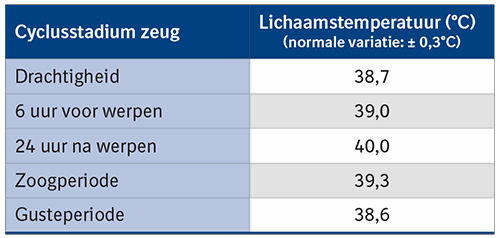 Cyclusstadium zeug
Lichaamstemperatuur (°C)
(normale variatie: ± 0,3°C)
Drachtigheid 38,7
6 uur voor werpen 39,0
24 uur na werpen 40,0
Zoogperiode 39,3
Gusteperiode 38,6